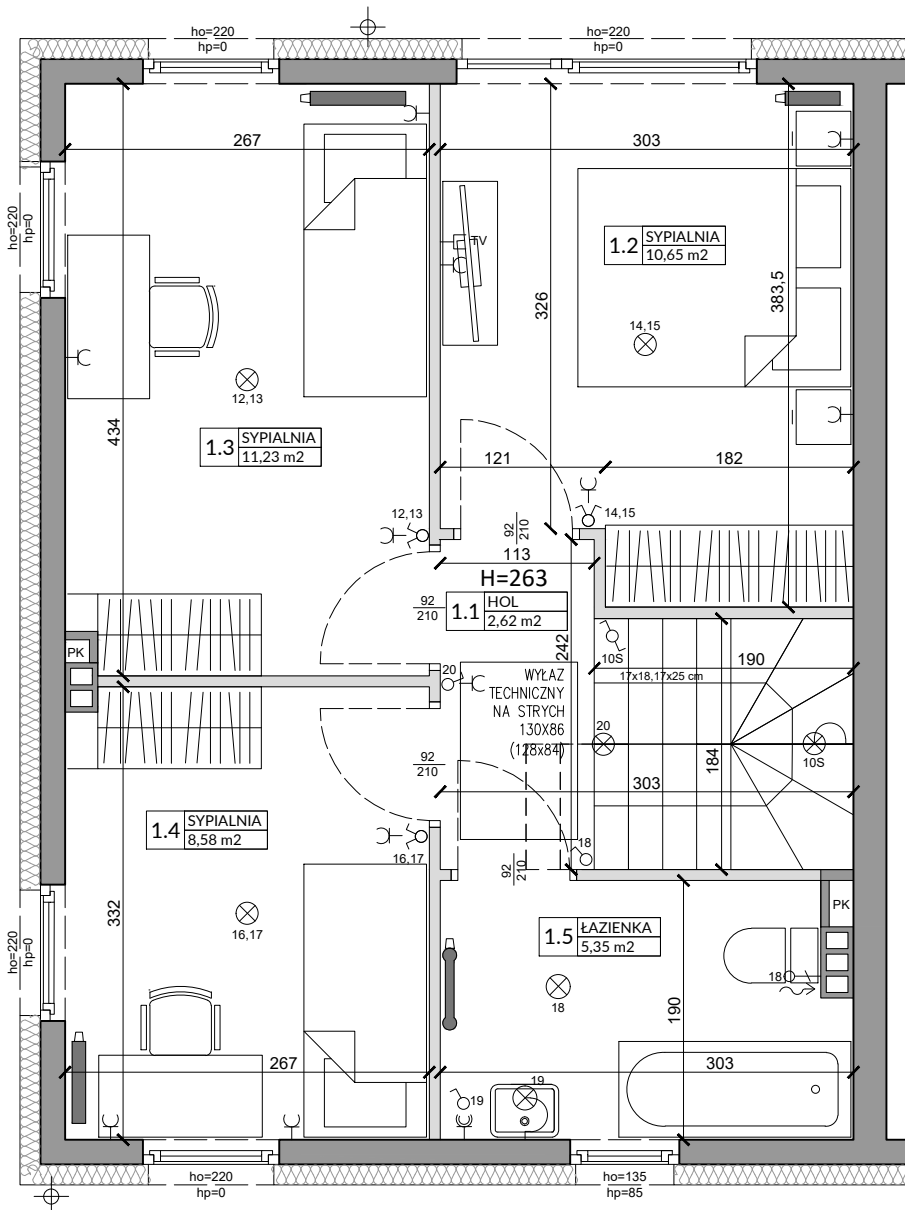 ho=220
hp=0
ho=220
hp=0
267
303
ho=220
hp=0
TV
1.2
SYPIALNIA
10,65 m2
383,5
326
14,15
12,13
434
1.3
SYPIALNIA
11,23 m2
121
182
12,13
14,15
92
210
113
H=263
92
210
1.1
HOL
2,62 m2
242
10S
PK
20
190
17x18,17x25 cm
WYŁAZ
TECHNICZNY
NA STRYCH
130X86
(128x84)
20
10S
184
92
210
303
1.4
SYPIALNIA
8,58 m2
16,17
18
92
210
332
16,17
ho=220
hp=0
1.5
ŁAZIENKA
5,35 m2
PK
18
18
190
267
303
19
19
ho=220
hp=0
ho=135
hp=85